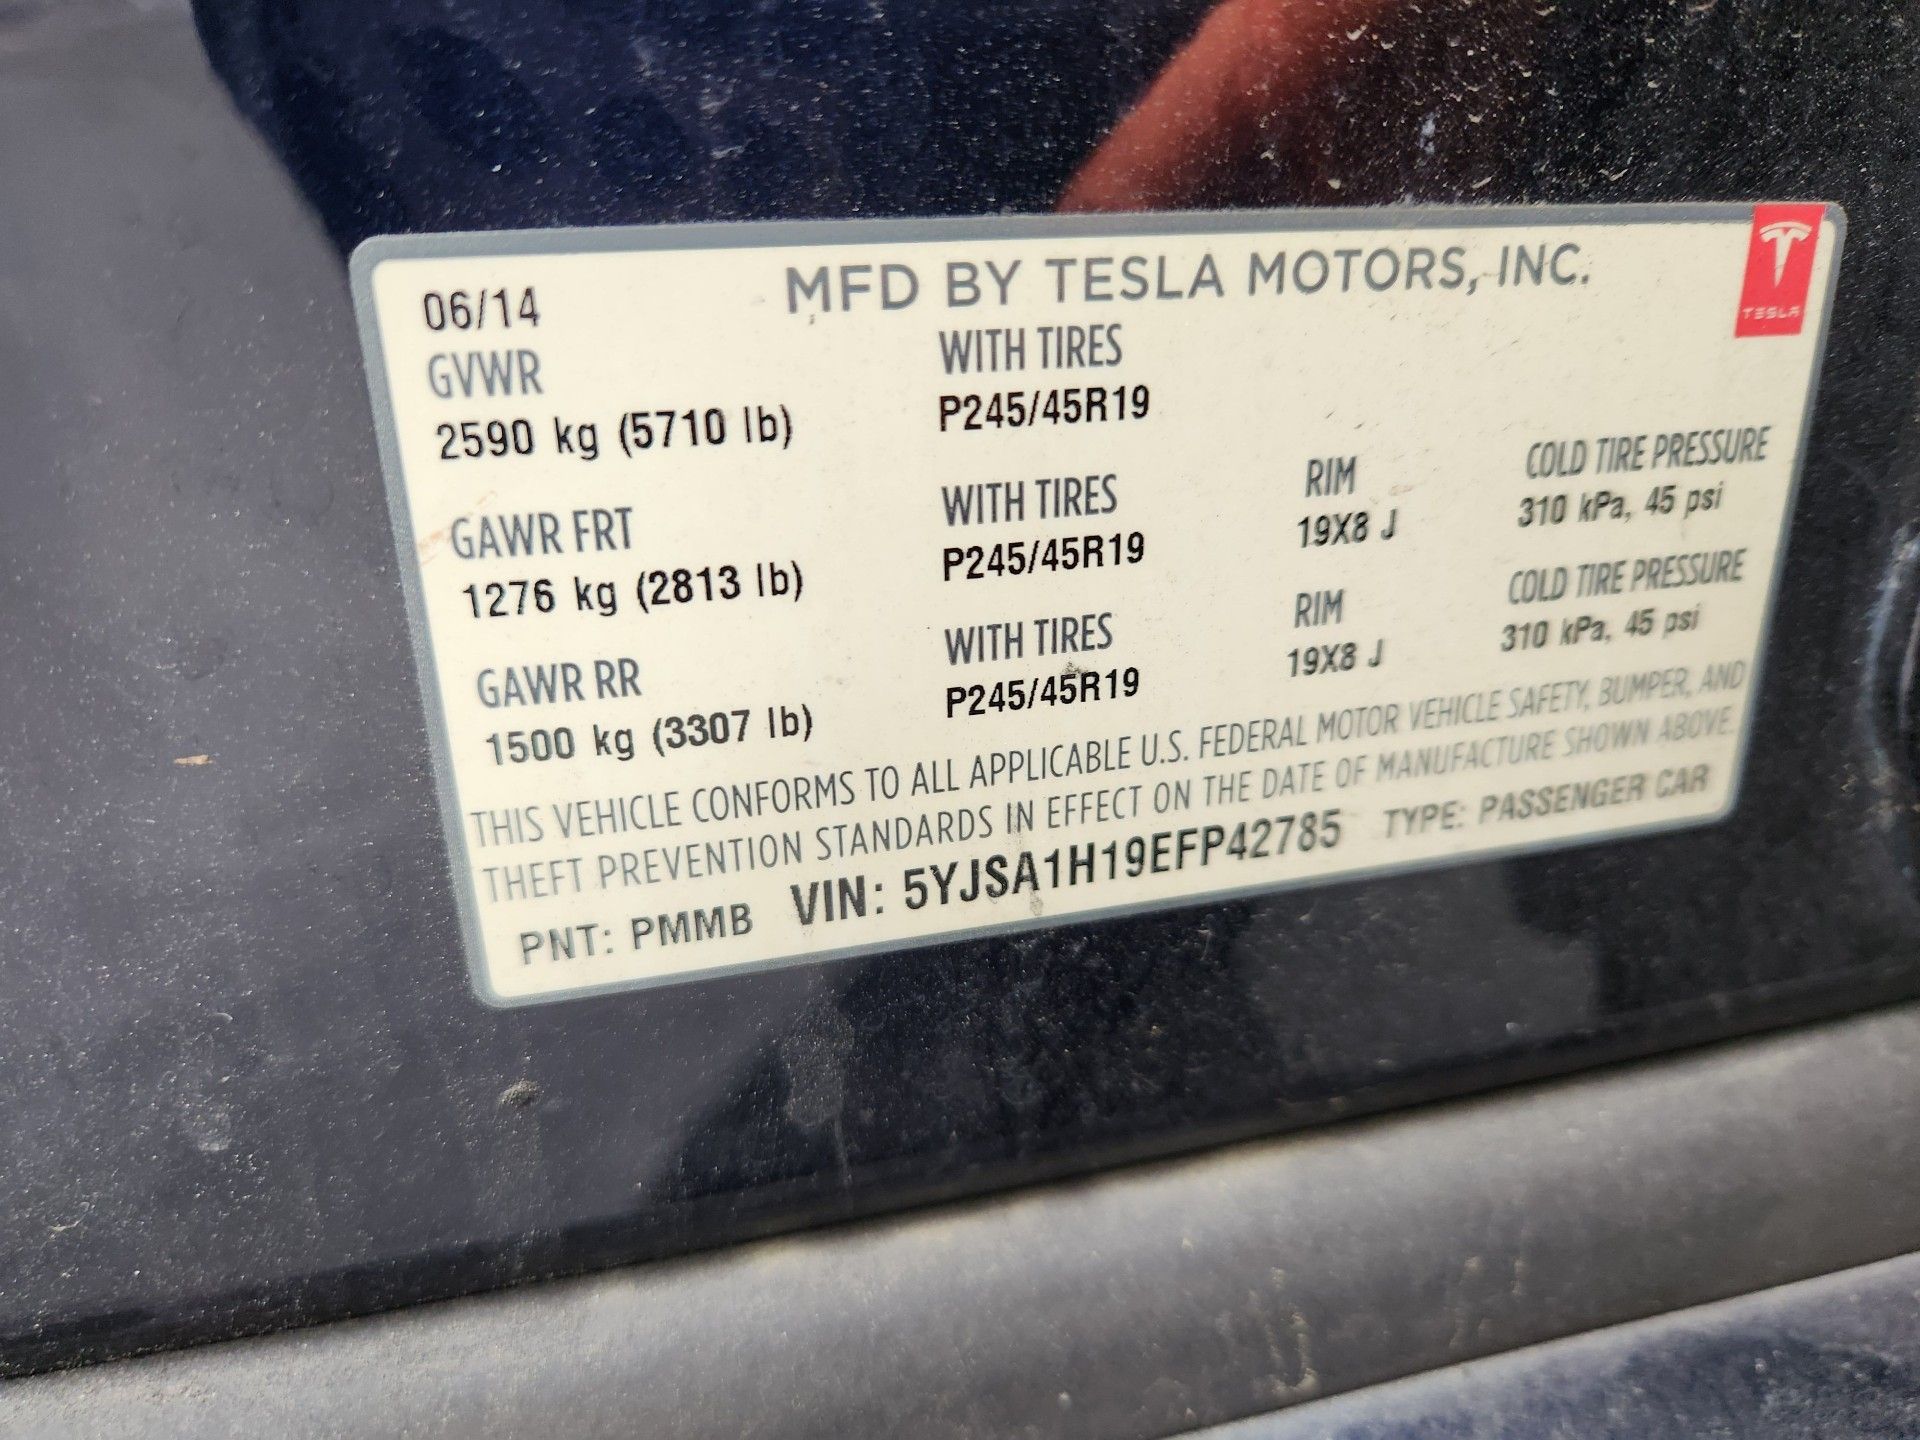 06/14 MFD BY TESLA MOTORS, INC.
TESLA
GVWR WITH TIRES
2590 kg (5710 lb) P245/45R19
GAWR FRT WITH TIRES RIM COLD TIRE PRESSURE
1276 kg (2813 lb) P245/45R19 19X8 J 310 kPa, 45 psi
GAWR RR WITH TIRES RIM COLD TIRE PRESSURE
1500 kg (3307 lb) P245/45R19 19X8 J 310 kPa, 45 psi
THIS VEHICLE CONFORMS TO ALL APPLICABLE U.S. FEDERAL MOTOR VEHICLE SAFETY, BUMPER, AND
THEFT PREVENTION STANDARDS IN EFFECT ON THE DATE OF MANUFACTURE SHOWN ABOVE.
PNT: PMMB VIN: 5YJSA1H19EFP42785 TYPE: PASSENGER CAR